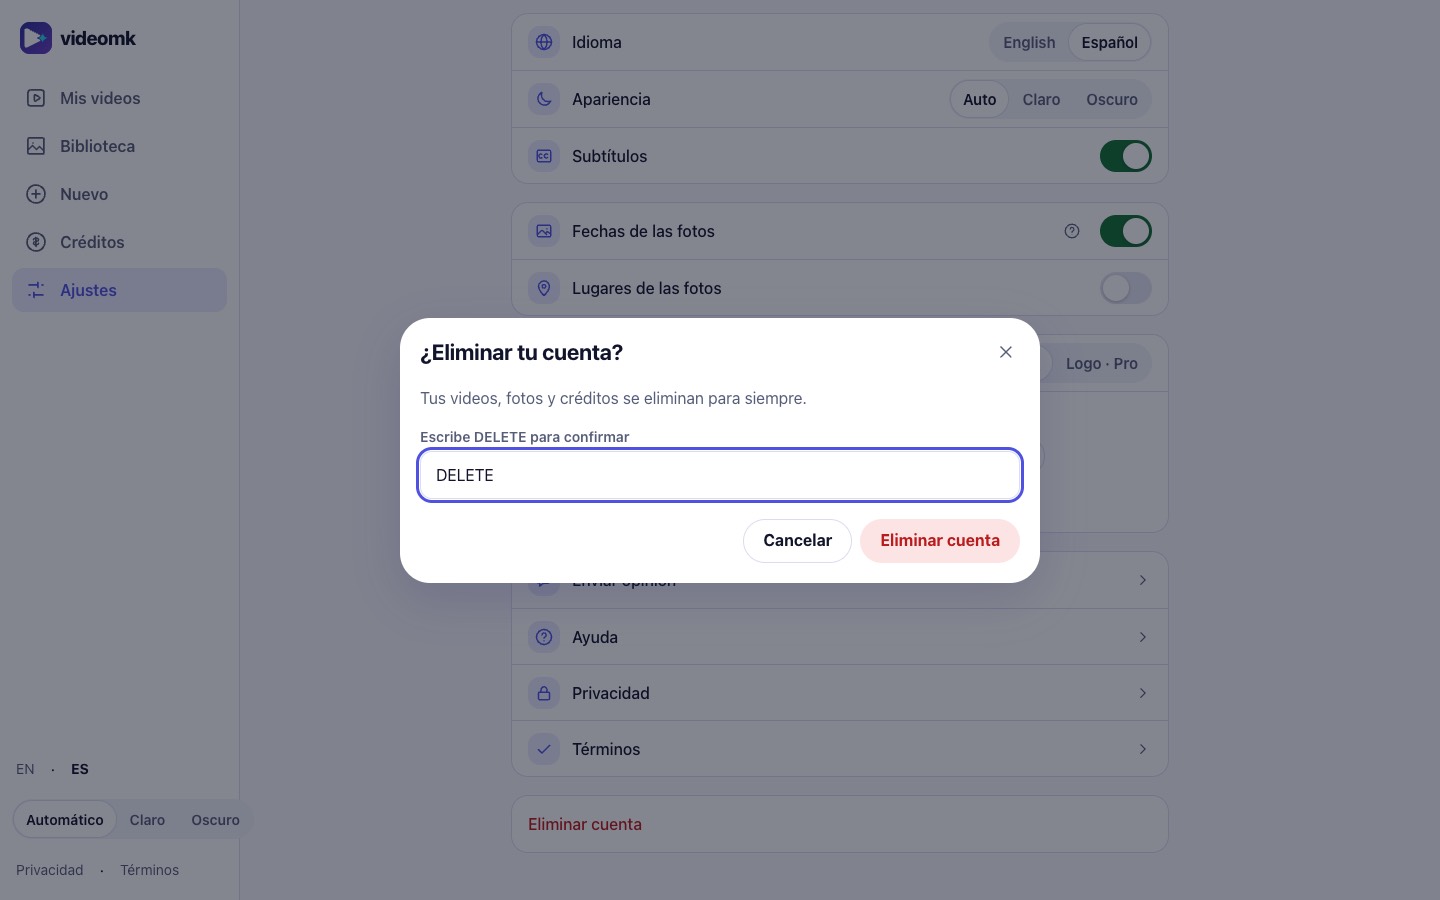 videomk
Mis videos
Biblioteca
Nuevo
Créditos
Ajustes
EN · ES
Automático Claro Oscuro
Privacidad · Términos
Idioma English Español
Apariencia Auto Claro Oscuro
Subtítulos
Fechas de las fotos
Lugares de las fotos
Logo · Pro
¿Eliminar tu cuenta?
Tus videos, fotos y créditos se eliminan para siempre.
Escribe DELETE para confirmar
DELETE
Cancelar Eliminar cuenta
Enviar opinión
Ayuda
Privacidad
Términos
Eliminar cuenta